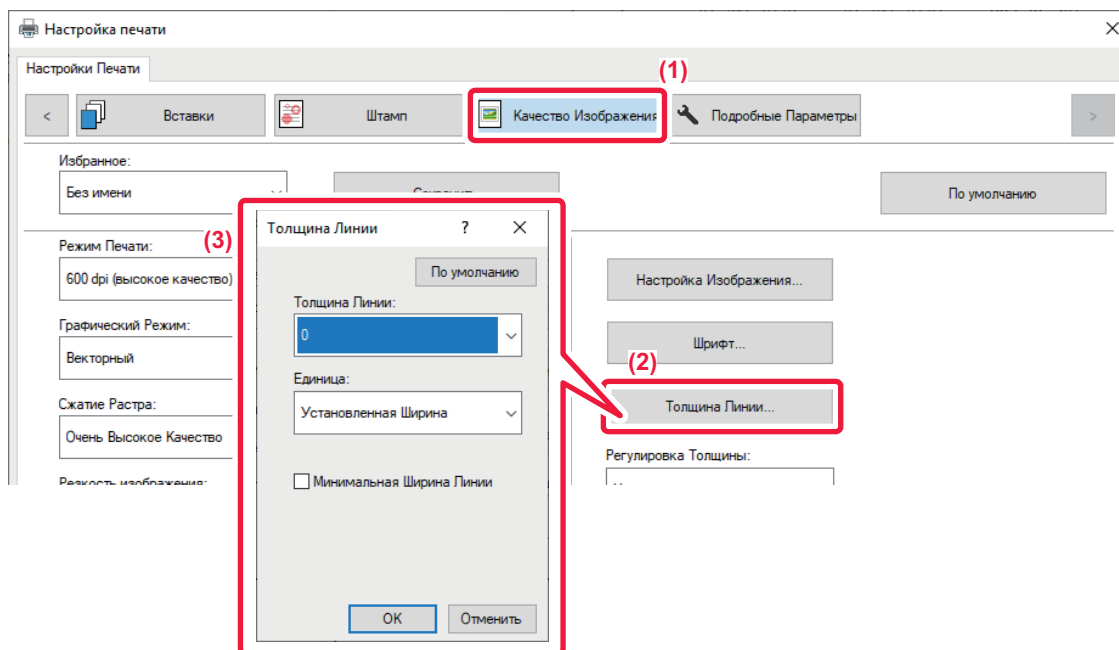 Настройка печати
Настройки Печати
(1)
<
Вставки
Штамп
Качество Изображения
Подробные Параметры
>
Избранное:
Без имени
По умолчанию
(3)
Толщина Линии
?
По умолчанию
Толщина Линии:
0
Единица:
Установленная Ширина
Минимальная Ширина Линии
OK
Отменить
Режим Печати:
600 dpi (высокое качество)
Графический Режим:
Векторный
Сжатие Растра:
Очень Высокое Качество
Резкость изображения:
Настройка Изображения...
Шрифт...
(2)
Толщина Линии...
Регулировка Толщины: